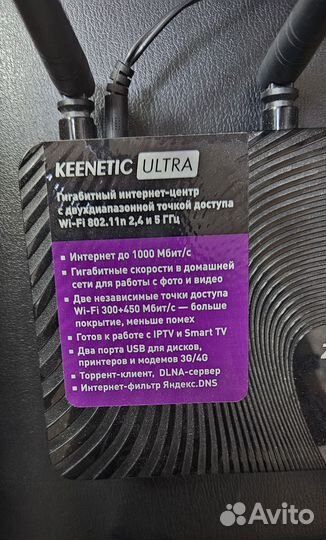 KEENETIC ULTRA
Гигабитный интернет-центр
с двухдиапазонной точкой доступа
Wi-Fi 802.11n 2,4 и 5 ГГц
Интернет до 1000 Мбит/с
Гигабитные скорости в домашней
сети для работы с фото и видео
Две независимые точки доступа
Wi-Fi 300+450 Мбит/с — больше
покрытие, меньше помех
Готов к работе с IPTV и Smart TV
Два порта USB для дисков,
принтеров и модемов 3G/4G
Торрент-клиент, DLNA-сервер
Интернет-фильтр Яндекс.DNS
Avito